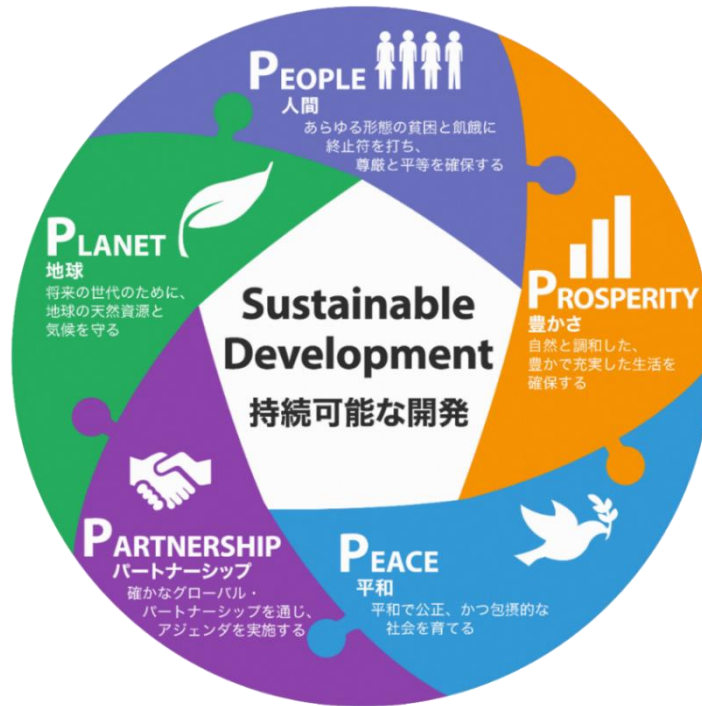 PEOPLE
人間
あらゆる形態の貧困と飢餓に
終止符を打ち、
尊厳と平等を確保する
PROSPERITY
豊かさ
自然と調和した、
豊かで充実した生活を
確保する
PEACE
平和
平和で公正、かつ包摂的な
社会を育てる
PARTNERSHIP
パートナーシップ
確かなグローバル・
パートナーシップを通じ、
アジェンダを実施する
PLANET
地球
将来の世代のために、
地球の天然資源と
気候を守る
Sustainable
Development
持続可能な開発